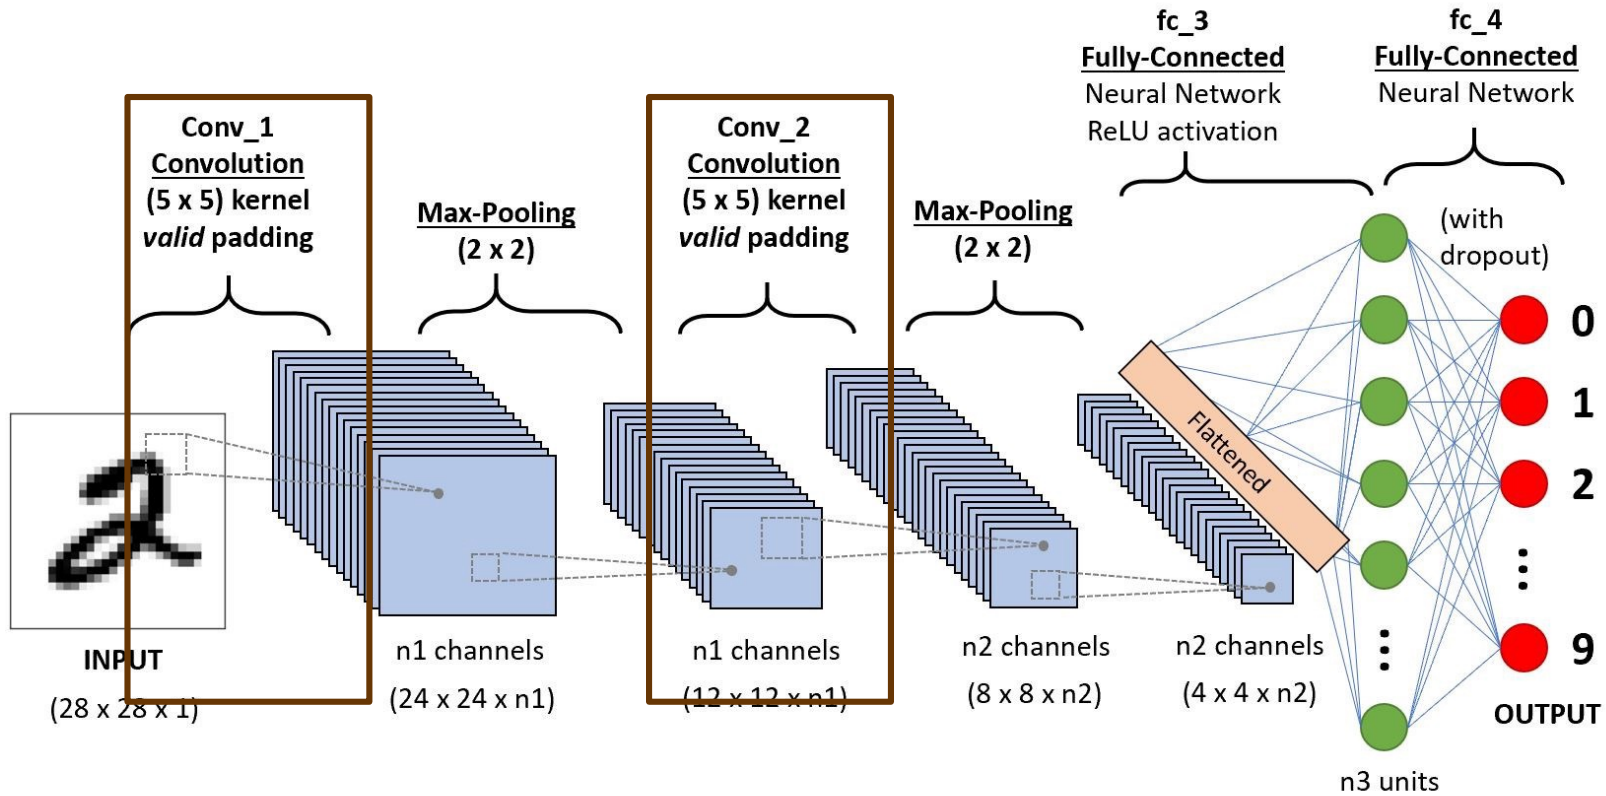 Conv_1
Convolution
(5 x 5) kernel
valid padding
Max-Pooling
(2 x 2)
Conv_2
Convolution
(5 x 5) kernel
valid padding
Max-Pooling
(2 x 2)
fc_3
Fully-Connected
Neural Network
ReLU activation
fc_4
Fully-Connected
Neural Network
(with
dropout)
Flattened
0
1
2
9
OUTPUT
2
INPUT
(28 x 28 x 1)
n1 channels
(24 x 24 x n1)
n1 channels
(12 x 12 x n1)
n2 channels
(8 x 8 x n2)
n2 channels
(4 x 4 x n2)
n3 units